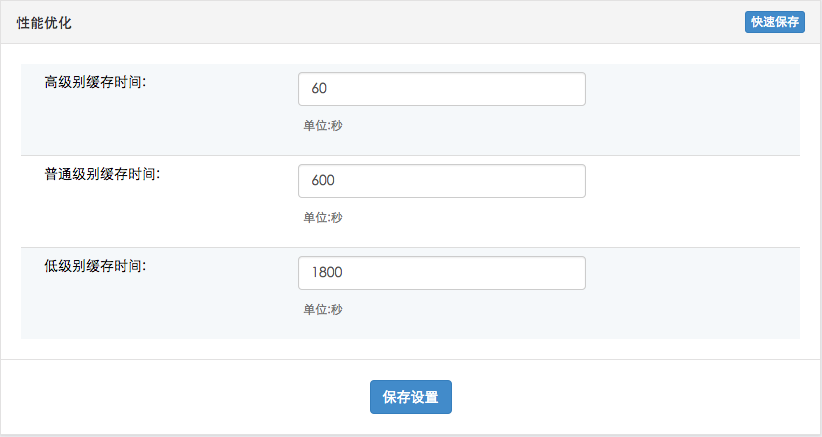 性能优化
快速保存
高级别缓存时间:
60
单位:秒
普通级别缓存时间:
600
单位:秒
低级别缓存时间:
1800
单位:秒
保存设置